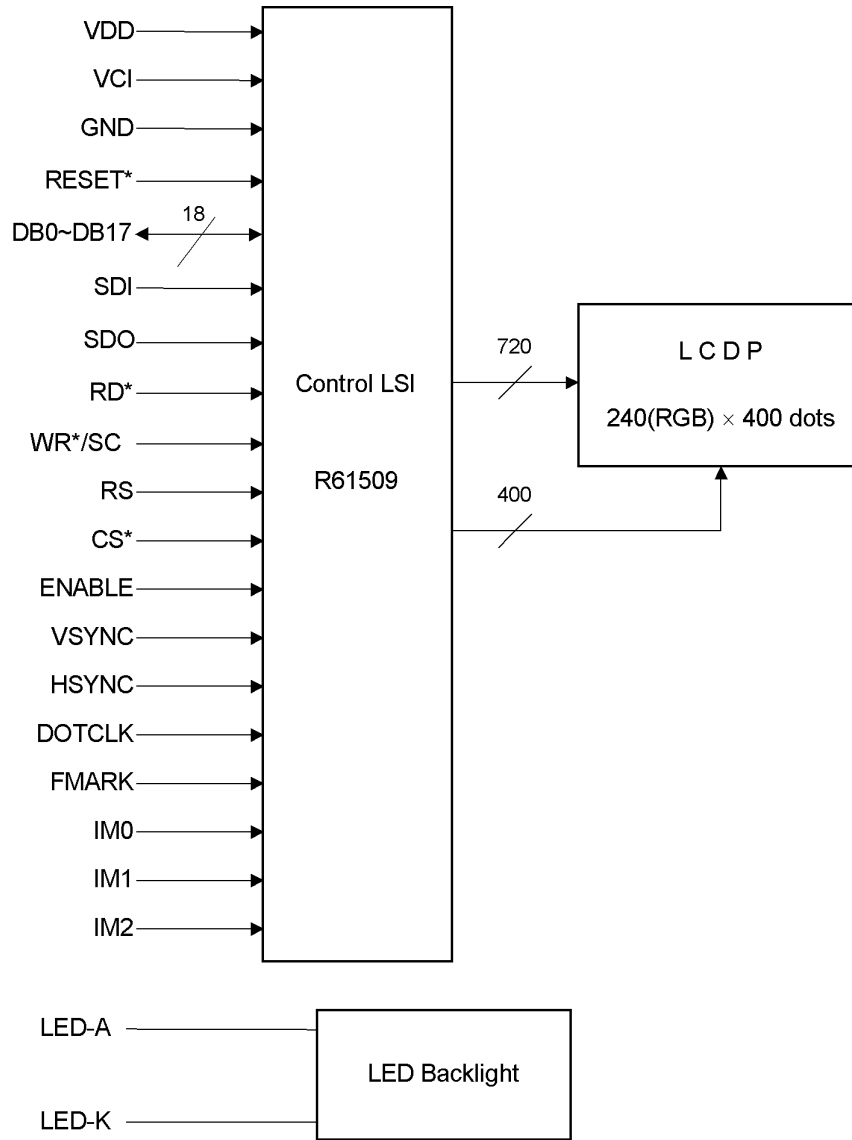 VDD
VCI
GND
RESET*
DB0~DB17
18
SDI
SDO
RD*
WR*/SC
RS
CS*
ENABLE
VSYNC
HSYNC
DOTCLK
FMARK
IM0
IM1
IM2
Control LSI
R61509
720
400
L C D P
240(RGB) × 400 dots
LED-A
LED-K
LED Backlight